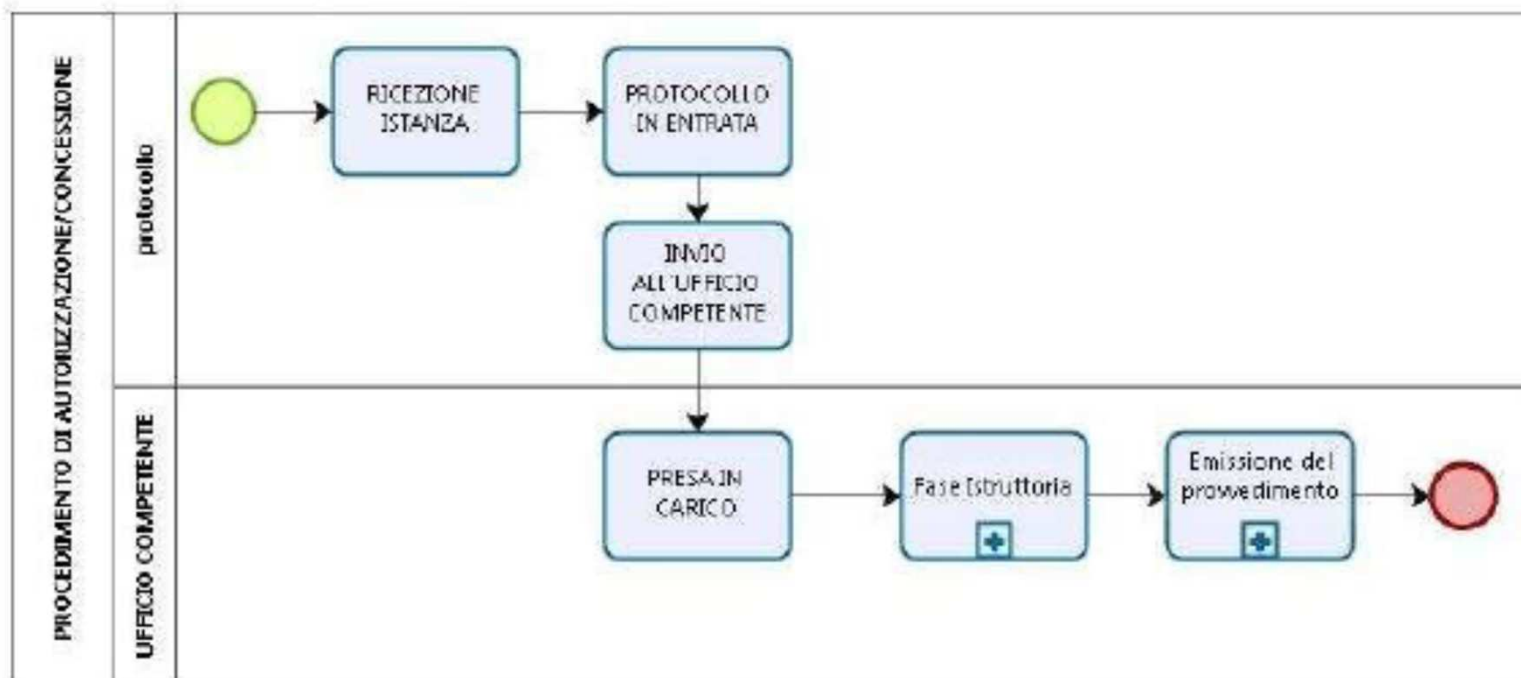 PROCEDIMENTO DI AUTORIZZAZIONE/CONCESSIONE
protocollo
RICEZIONE
ISTANZA
PROTOCOLLO
IN ENTRATA
INVIO
ALL'UFFICIO
COMPETENTE
UFFICIO COMPETENTE
PRESA IN
CARICO
Fase Istruttoria
Emissione del
provvedimento